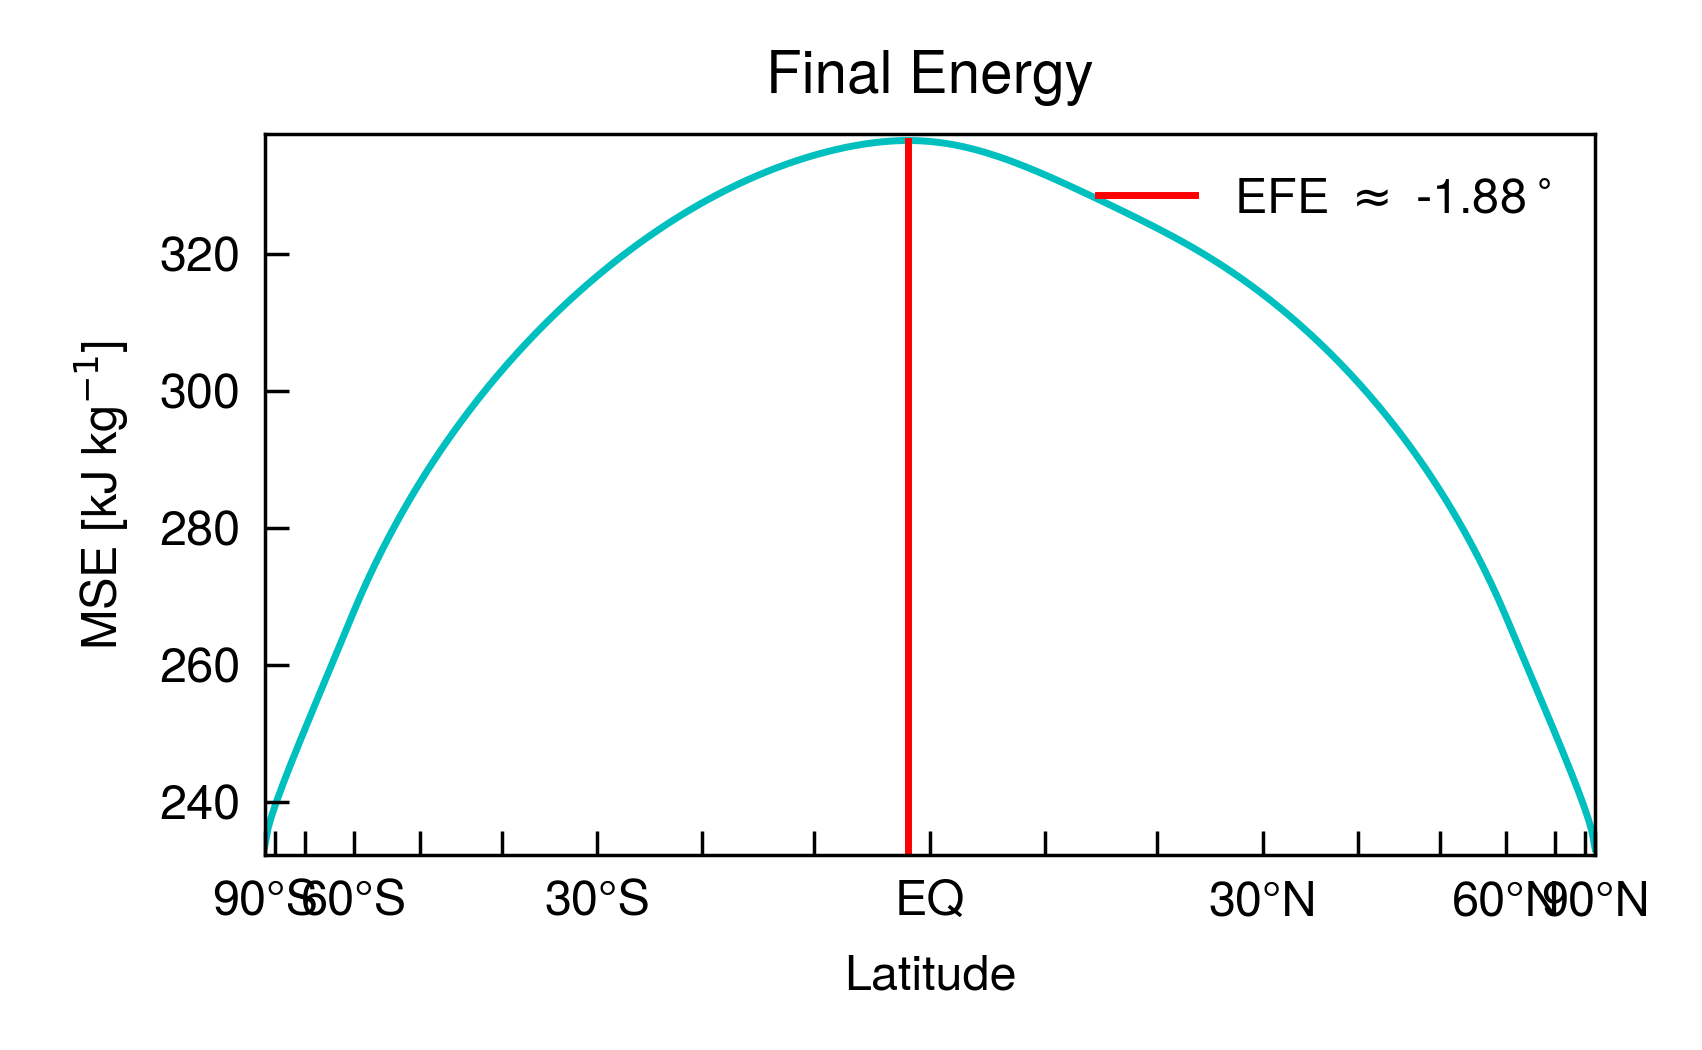 Final Energy
EFE ≈ -1.88°
MSE [kJ kg⁻¹]
320
300
280
260
240
90°S 60°S 30°S EQ 30°N 60°N 90°N
Latitude